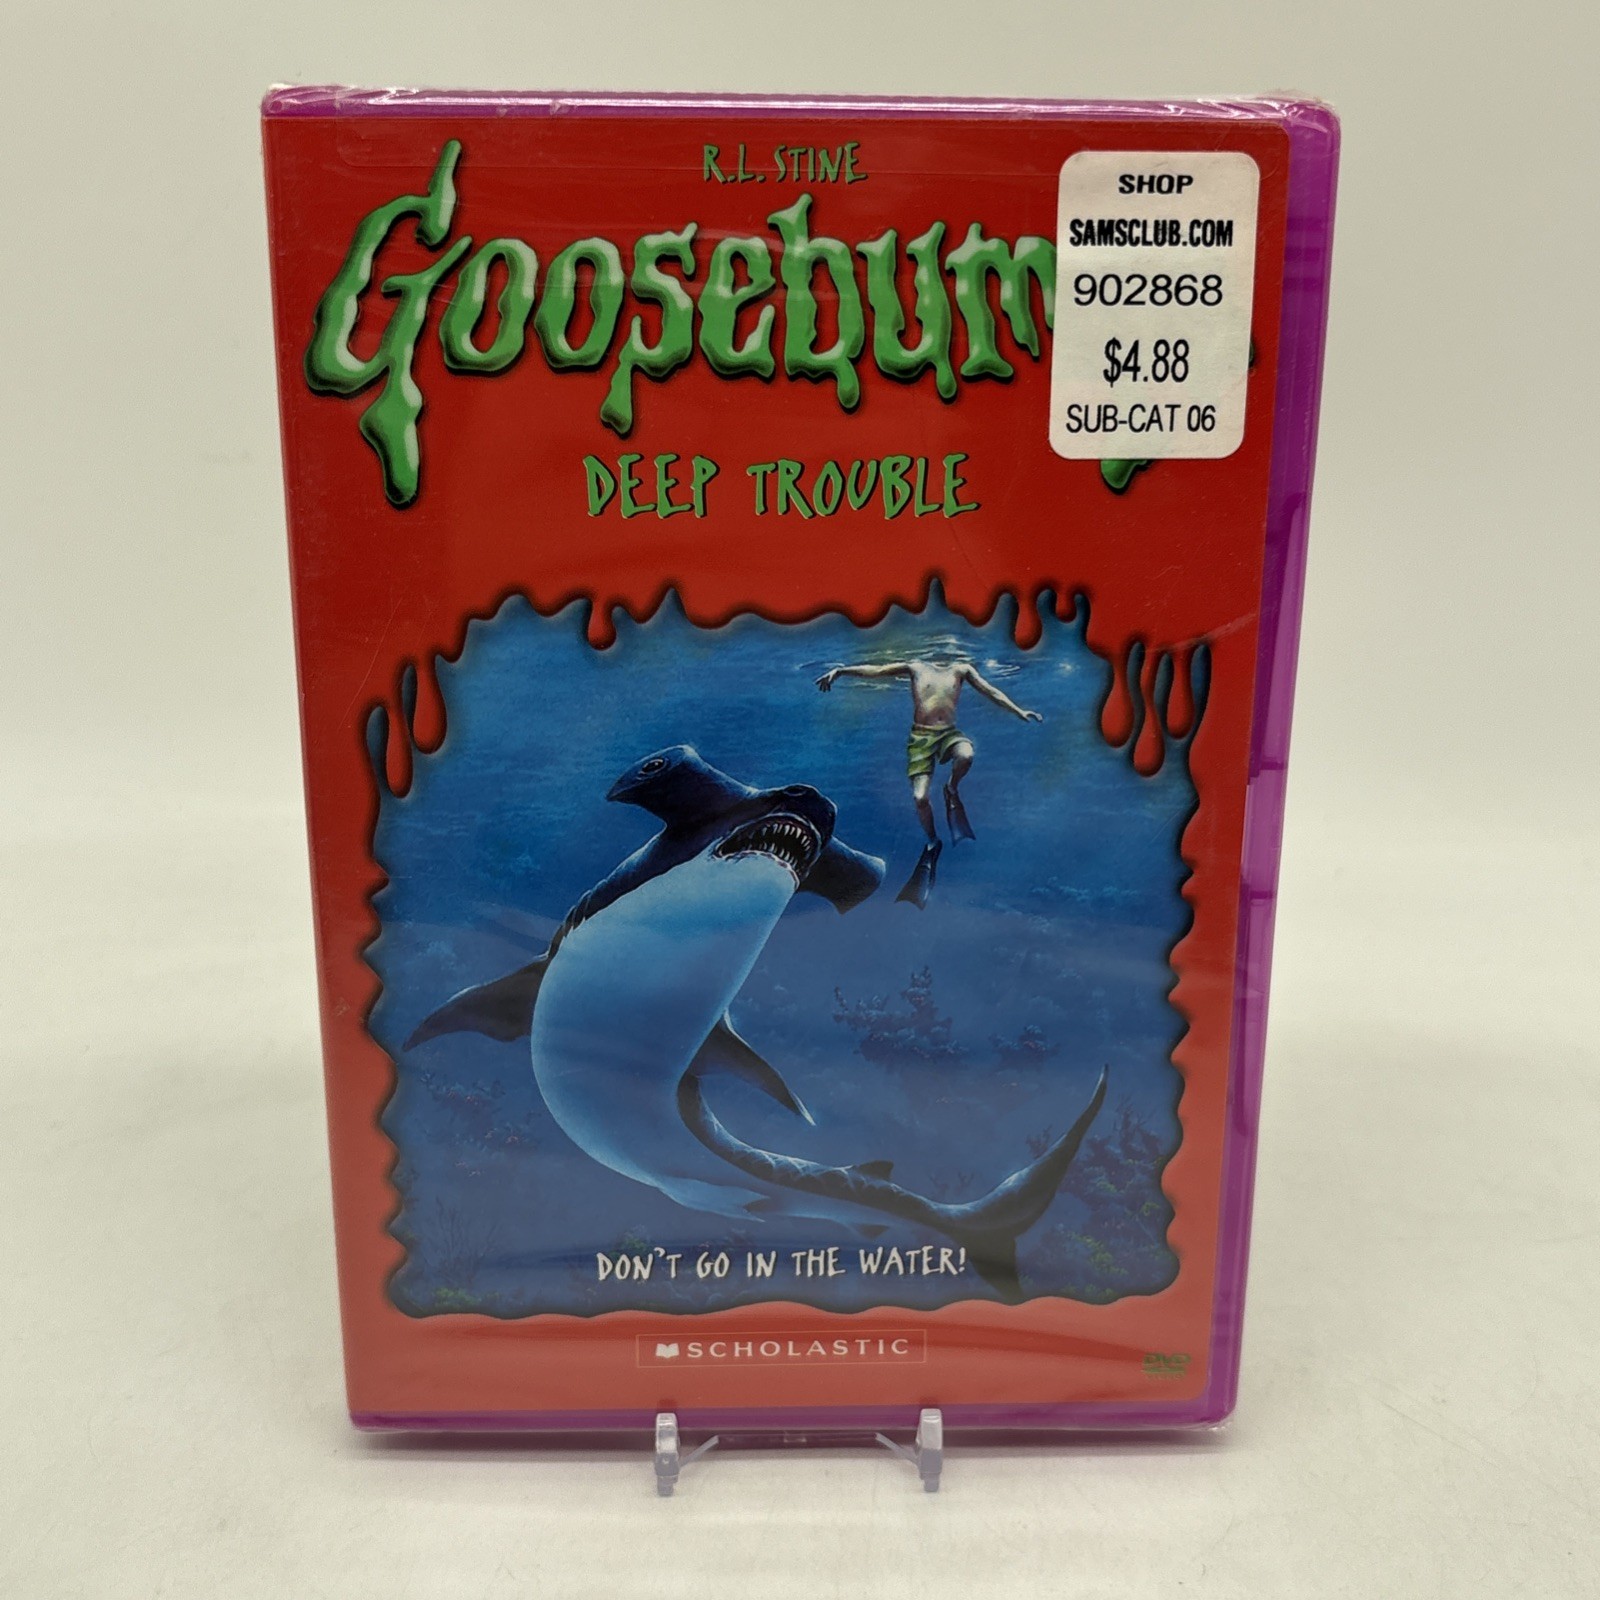 R.L. STINE
Goosebum
SHOP
SAMSCLUB.COM
902868
$4.88
SUB-CAT 06
DEEP TROUBLE
DON'T GO IN THE WATER!
SCHOLASTIC
DVD